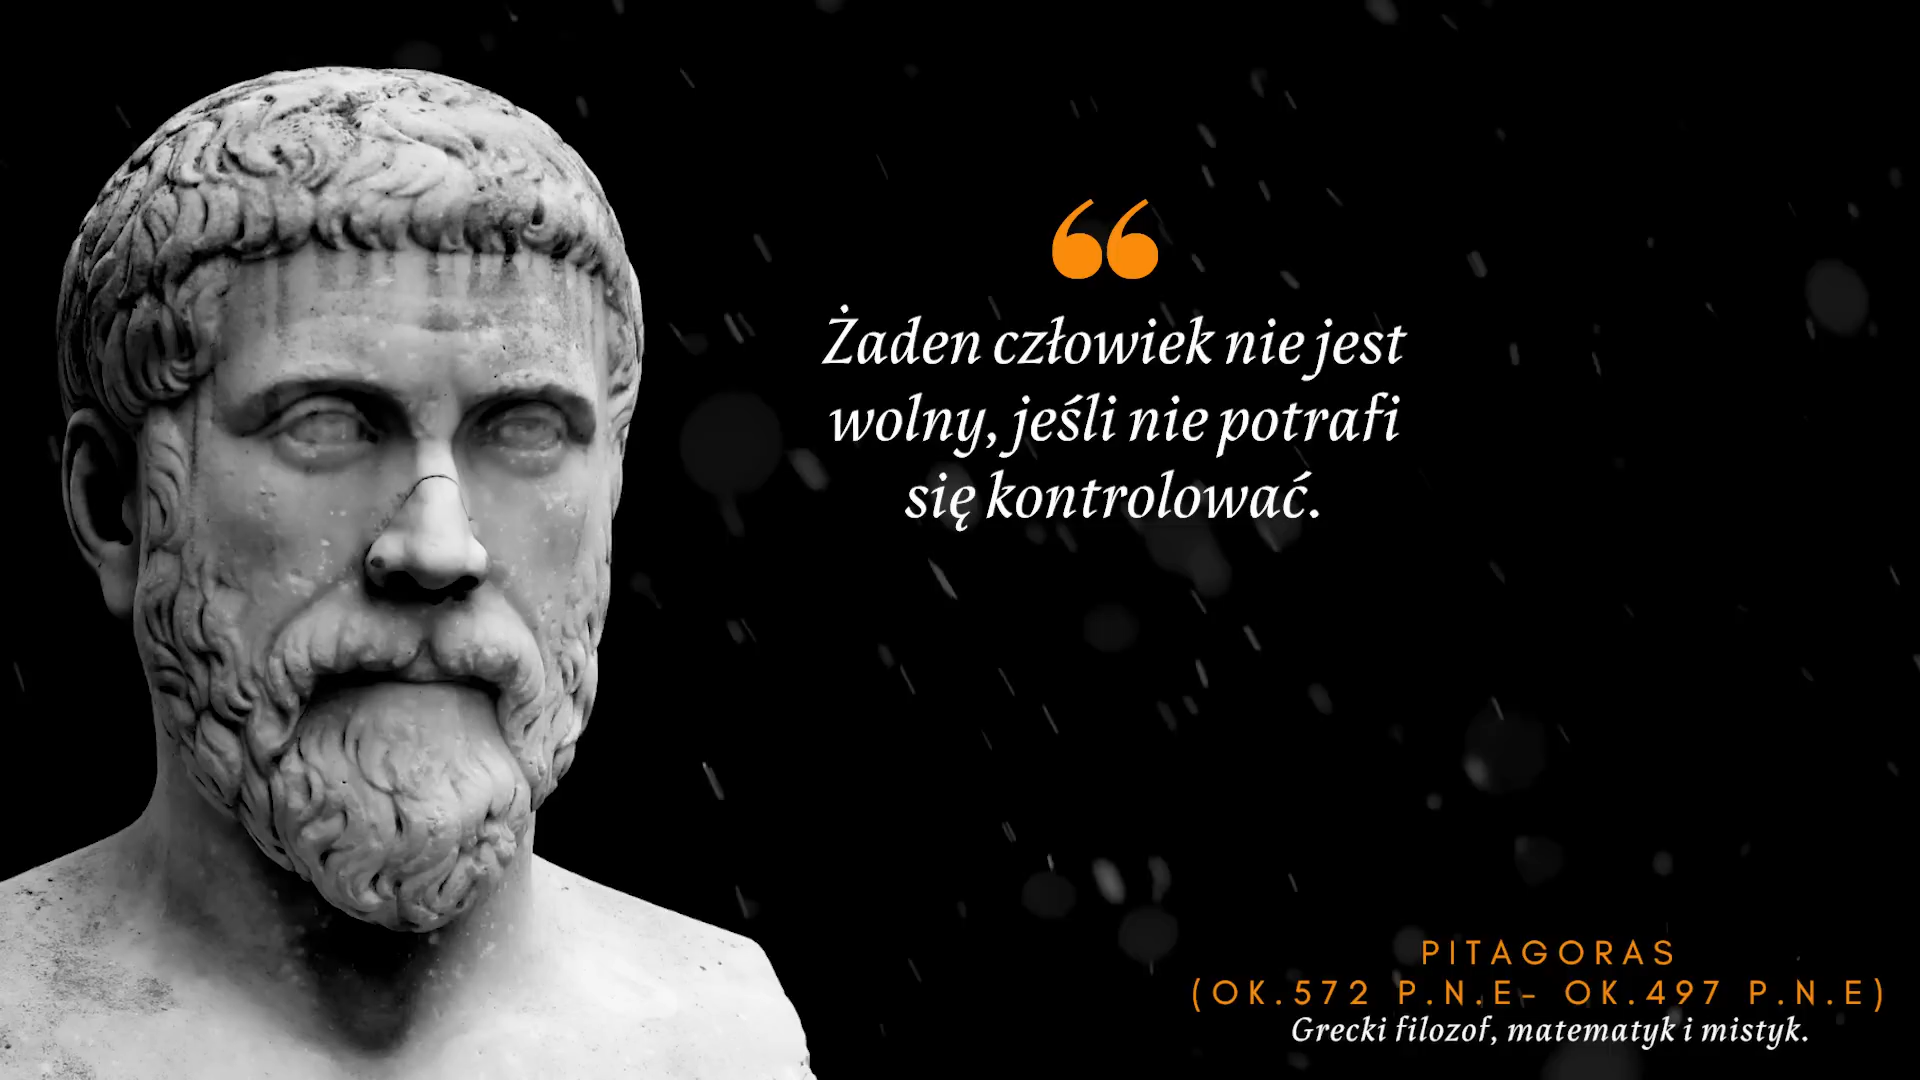 Żaden człowiek nie jest
wolny, jeśli nie potrafi
się kontrolować.
PITAGORAS
(OK.572 P.N.E- OK.497 P.N.E)
Grecki filozof, matematyk i mistyk.